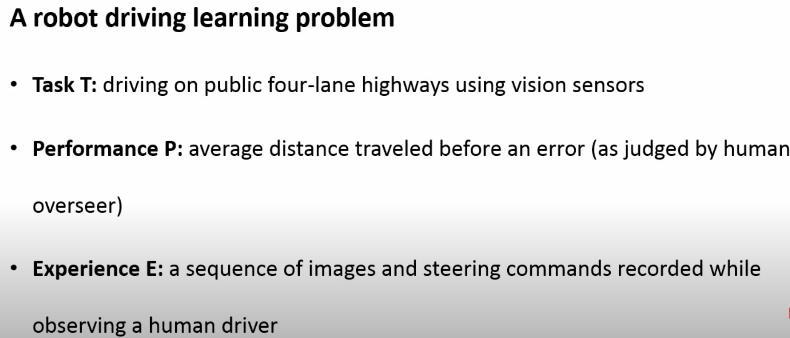 A robot driving learning problem
• Task T: driving on public four-lane highways using vision sensors
• Performance P: average distance traveled before an error (as judged by human
overseer)
• Experience E: a sequence of images and steering commands recorded while
observing a human driver